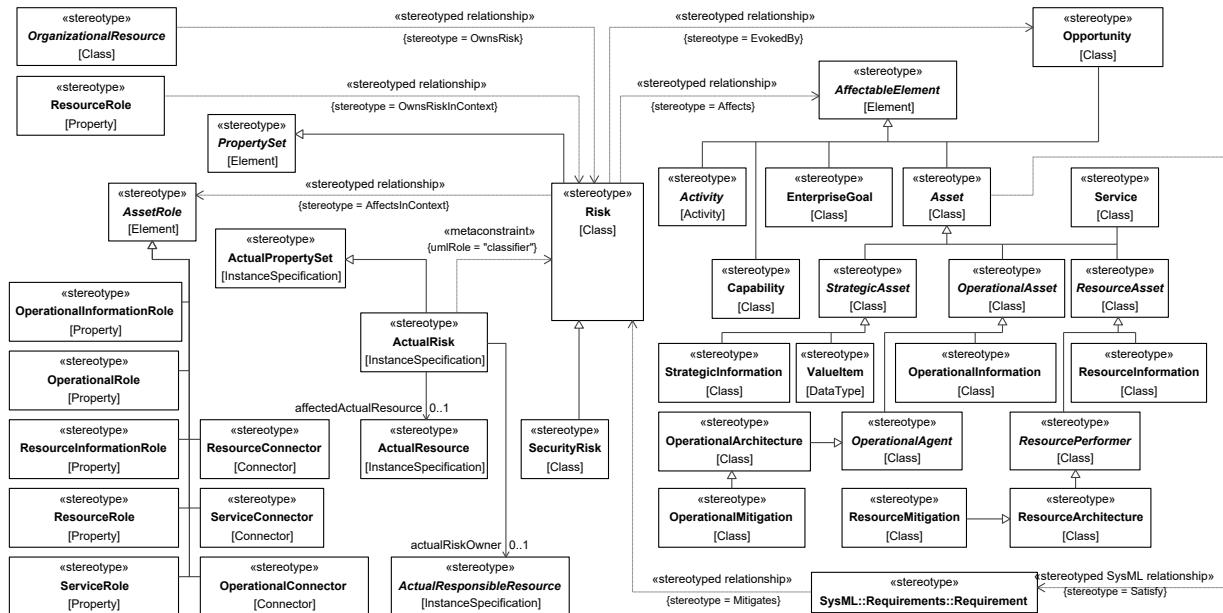 «stereotype»
OrganizationalResource
[Class]
«stereotyped relationship»
{stereotype = OwnsRisk}
«stereotyped relationship»
{stereotype = EvokedBy}
«stereotype»
Opportunity
[Class]
«stereotype»
ResourceRole
[Property]
«stereotyped relationship»
{stereotype = OwnsRiskInContext}
«stereotyped relationship»
{stereotype = Affects}
«stereotype»
AffectableElement
[Element]
«stereotype»
PropertySet
[Element]
«stereotype»
AssetRole
[Element]
«stereotyped relationship»
{stereotype = AffectsInContext}
«stereotype»
Risk
[Class]
«stereotype»
Activity
[Activity]
«stereotype»
EnterpriseGoal
[Class]
«stereotype»
Asset
[Class]
«stereotype»
Service
[Class]
«stereotype»
ActualPropertySet
[InstanceSpecification]
«metaconstraint»
{umlRole = "classifier"}
«stereotype»
Capability
[Class]
«stereotype»
StrategicAsset
[Class]
«stereotype»
OperationalAsset
[Class]
«stereotype»
ResourceAsset
[Class]
«stereotype»
OperationalInformationRole
[Property]
«stereotype»
ActualRisk
[InstanceSpecification]
«stereotype»
StrategicInformation
[Class]
«stereotype»
ValueItem
[DataType]
«stereotype»
OperationalInformation
[Class]
«stereotype»
ResourceInformation
[Class]
«stereotype»
OperationalRole
[Property]
affectedActualResource 0..1
«stereotype»
ResourceInformationRole
[Property]
«stereotype»
ResourceConnector
[Connector]
«stereotype»
ActualResource
[InstanceSpecification]
«stereotype»
SecurityRisk
[Class]
«stereotype»
OperationalArchitecture
[Class]
«stereotype»
OperationalAgent
[Class]
«stereotype»
ResourcePerformer
[Class]
«stereotype»
ResourceRole
[Property]
«stereotype»
ServiceConnector
[Connector]
«stereotype»
OperationalMitigation
[Class]
«stereotype»
ResourceMitigation
[Class]
«stereotype»
ResourceArchitecture
[Class]
actualRiskOwner 0..1
«stereotype»
ServiceRole
[Property]
«stereotype»
OperationalConnector
[Connector]
«stereotype»
ActualResponsibleResource
[InstanceSpecification]
«stereotyped relationship»
{stereotype = Mitigates}
«stereotype»
SysML::Requirements::Requirement
«stereotyped SysML relationship»
{stereotype = Satisfy}